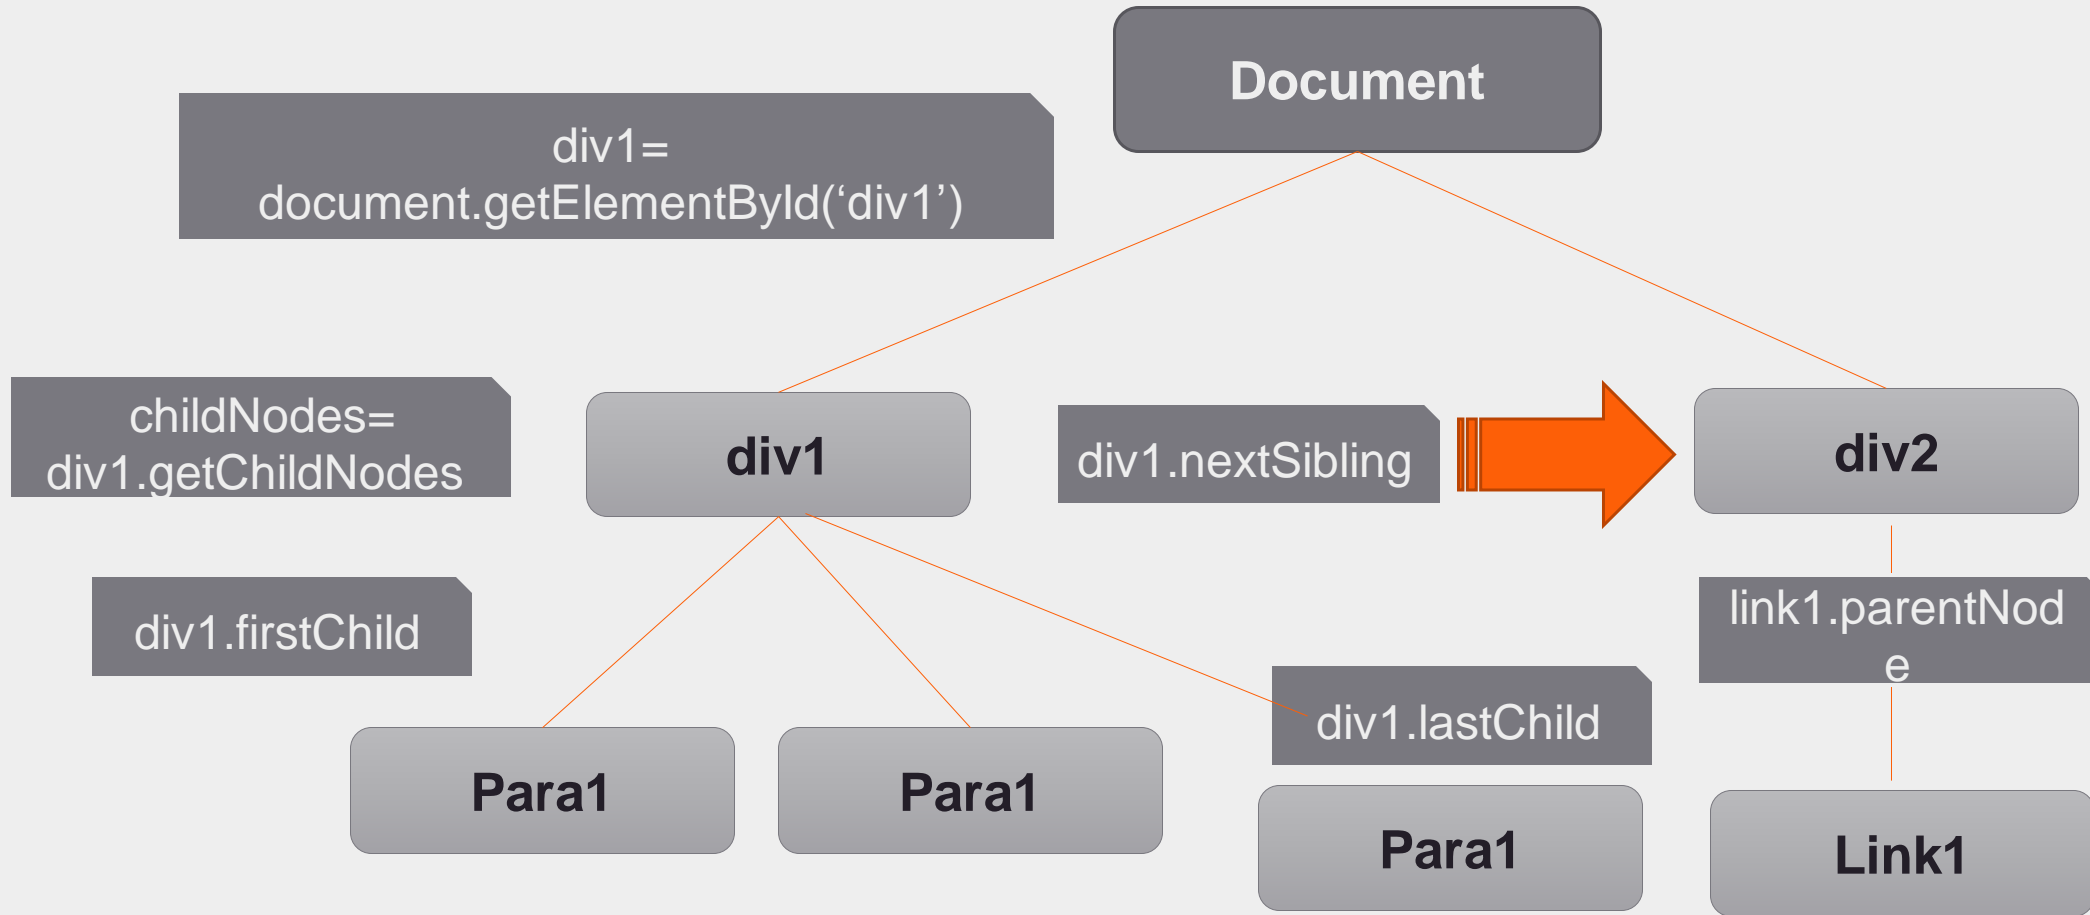 Document
div1=
document.getElementById(‘div1’)
childNodes=
div1.getChildNodes
div1
div1.nextSibling
div2
div1.firstChild
link1.parentNod
e
div1.lastChild
Para1
Para1
Para1
Link1